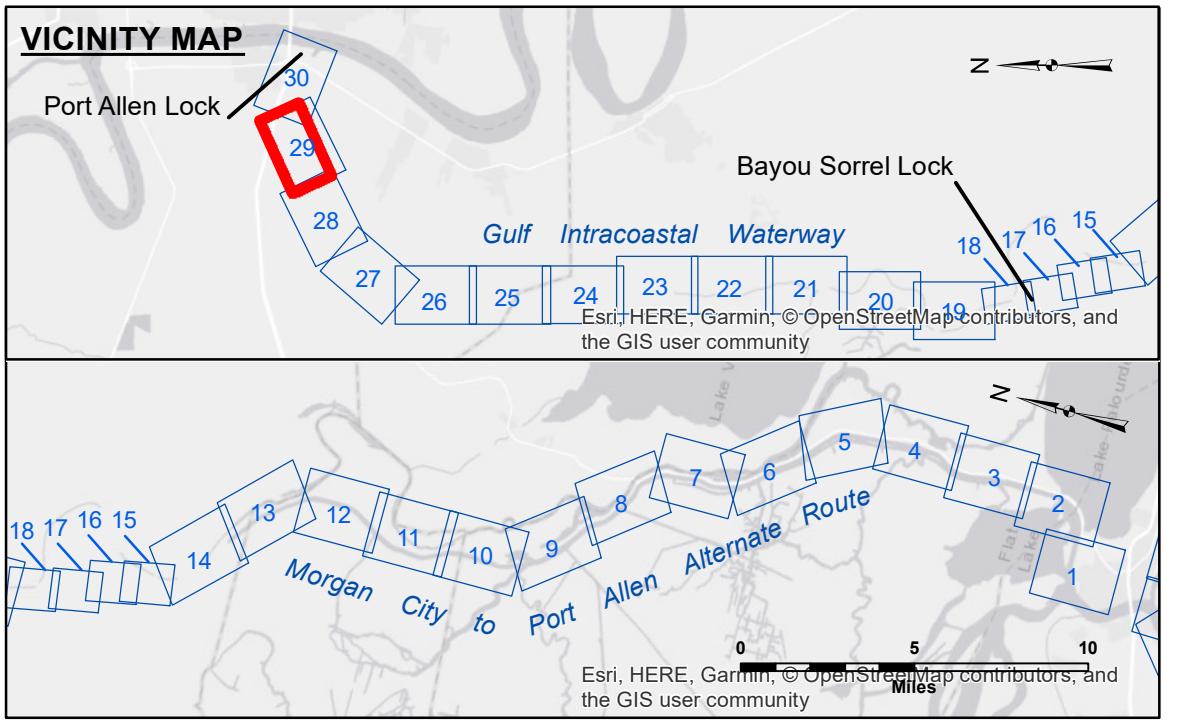 VICINITY MAP
30
Port Allen Lock
N
29
Bayou Sorrel Lock
28
Gulf Intracoastal Waterway
18
17
16
15
27
26
25
24
23
22
21
20
19
Esri, HERE, Garmin, © OpenStreetMap contributors, and
the GIS user community
Lake
N
Flat
Lake
18
17
16
15
14
13
12
11
10
9
8
7
6
5
4
3
2
1
Morgan City to Port Allen Alternate Route
0
5
10
Miles
Esri, HERE, Garmin, © OpenStreetMap contributors, and
the GIS user community